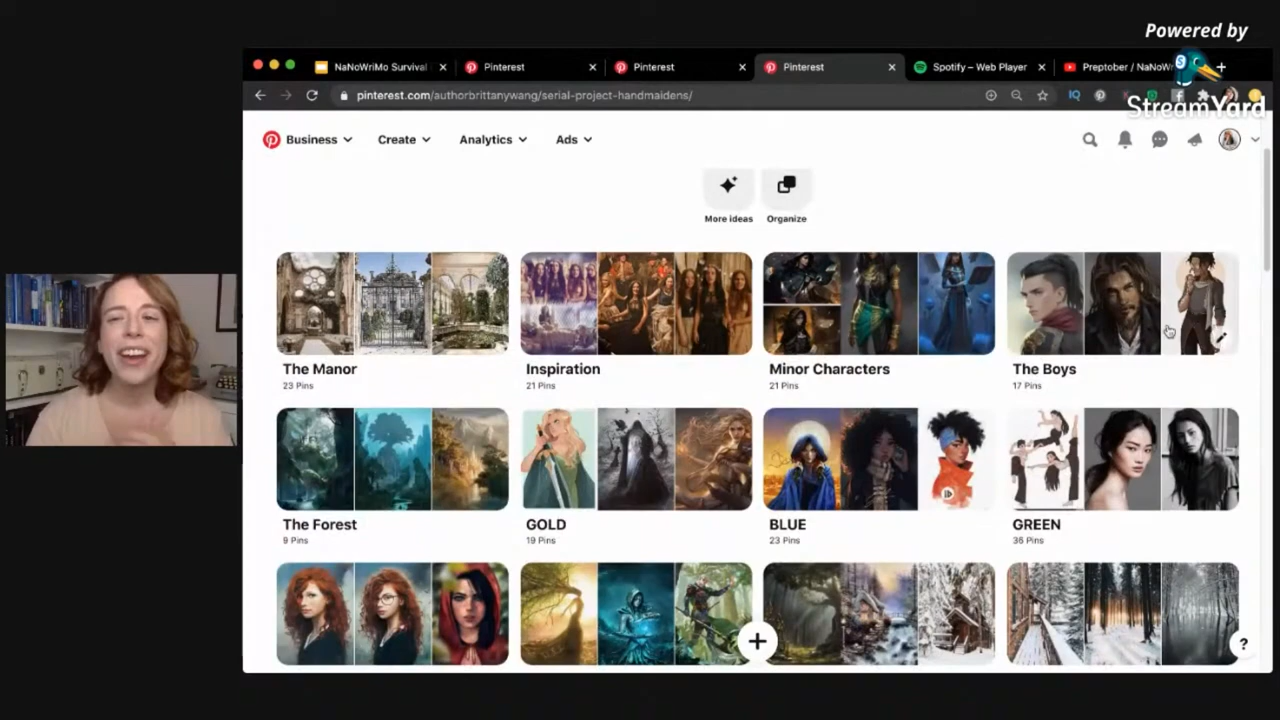 Powered by
StreamYard
NaNoWriMo Survival
Pinterest
Pinterest
Pinterest
Spotify – Web Player
Preptober / NaNoWr
pinterest.com/authorbrittanywang/serial-project-handmaidens/
Business
Create
Analytics
Ads
More ideas
Organize
The Manor
23 Pins
Inspiration
21 Pins
Minor Characters
21 Pins
The Boys
17 Pins
The Forest
9 Pins
GOLD
19 Pins
BLUE
23 Pins
GREEN
36 Pins
+
?